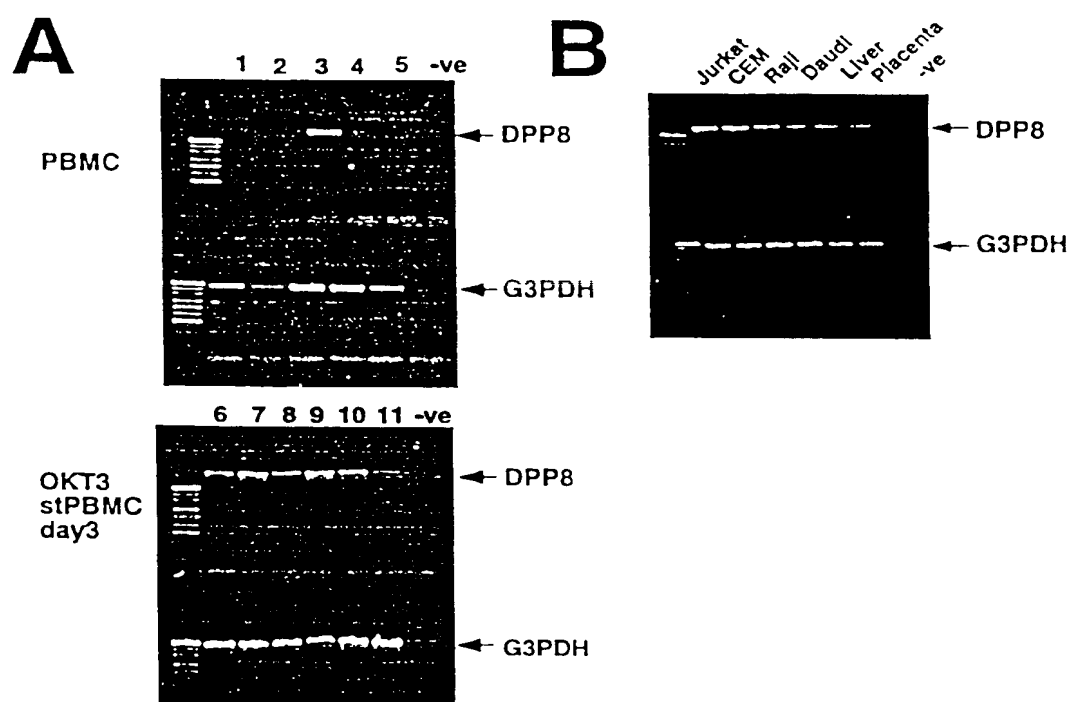 A
1 2 3 4 5 -ve
PBMC
DPP8
G3PDH
6 7 8 9 10 11 -ve
OKT3
stPBMC
day3
DPP8
G3PDH
B
Jurkat CEM Raji Daudi Liver Placenta -ve
DPP8
G3PDH